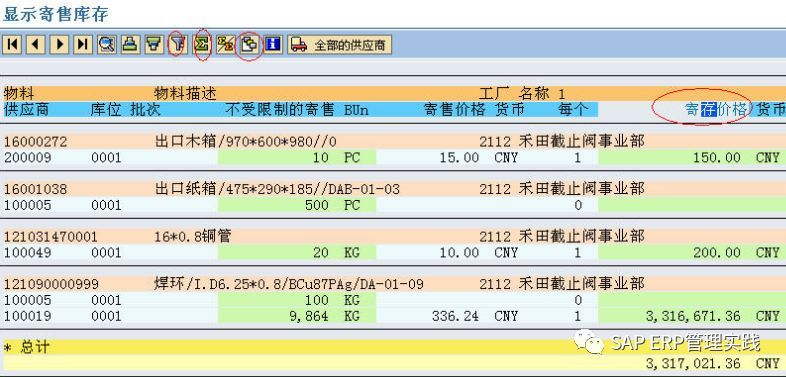 显示寄售库存
全部的供应商
物料 物料描述 工厂 名称 1
供应商 库位 批次 不受限制的寄售 BUn 寄售价格 货币 每个 寄存价格 货币
16000272 出口木箱/970*600*980//0 2112 禾田截止阀事业部
200009 0001 10 PC 15.00 CNY 1 150.00 CNY
16001038 出口纸箱/475*290*185//DAB-01-03 2112 禾田截止阀事业部
100005 0001 500 PC 0
121031470001 16*0.8铜管 2112 禾田截止阀事业部
100049 0001 20 KG 10.00 CNY 1 200.00 CNY
121090000999 焊环/I.D6.25*0.8/BCu87PAg/DA-01-09 2112 禾田截止阀事业部
100005 0001 100 KG 0
100019 0001 9,864 KG 336.24 CNY 1 3,316,671.36 CNY
* 总计
3,317,021.36 CNY
SAP ERP管理实践